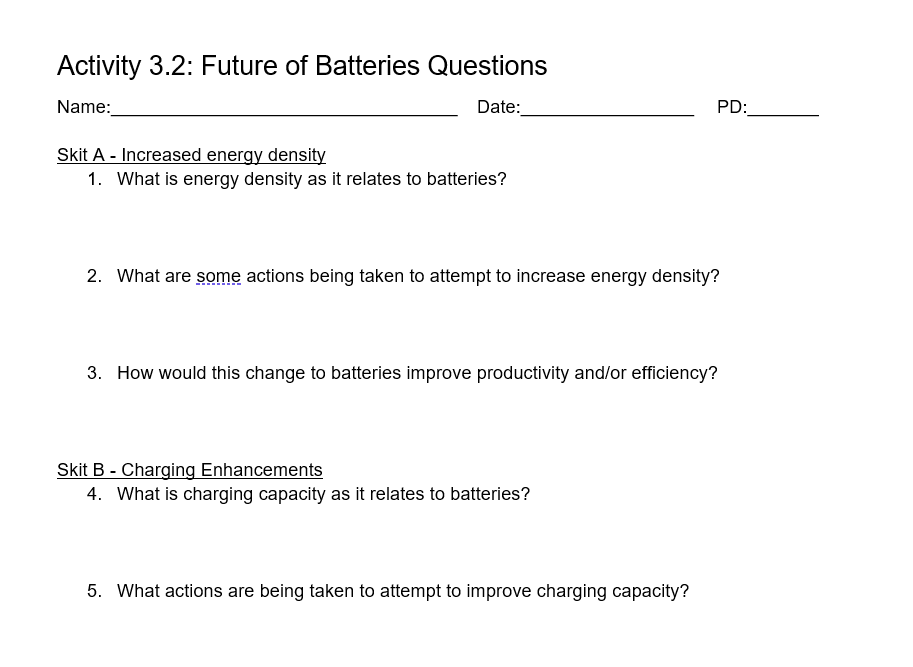 Activity 3.2: Future of Batteries Questions
Name:___________________________________ Date:_________________ PD:_______
Skit A - Increased energy density
1. What is energy density as it relates to batteries?
2. What are some actions being taken to attempt to increase energy density?
3. How would this change to batteries improve productivity and/or efficiency?
Skit B - Charging Enhancements
4. What is charging capacity as it relates to batteries?
5. What actions are being taken to attempt to improve charging capacity?